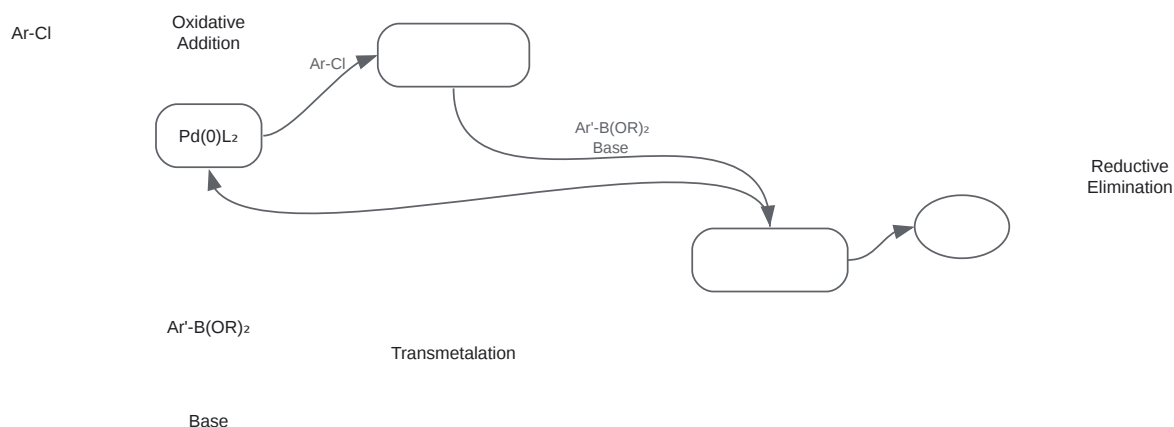 Ar-Cl
Oxidative
Addition
Ar-Cl
Pd(0)L₂
Ar'-B(OR)₂
Base
Reductive
Elimination
Ar'-B(OR)₂
Transmetalation
Base